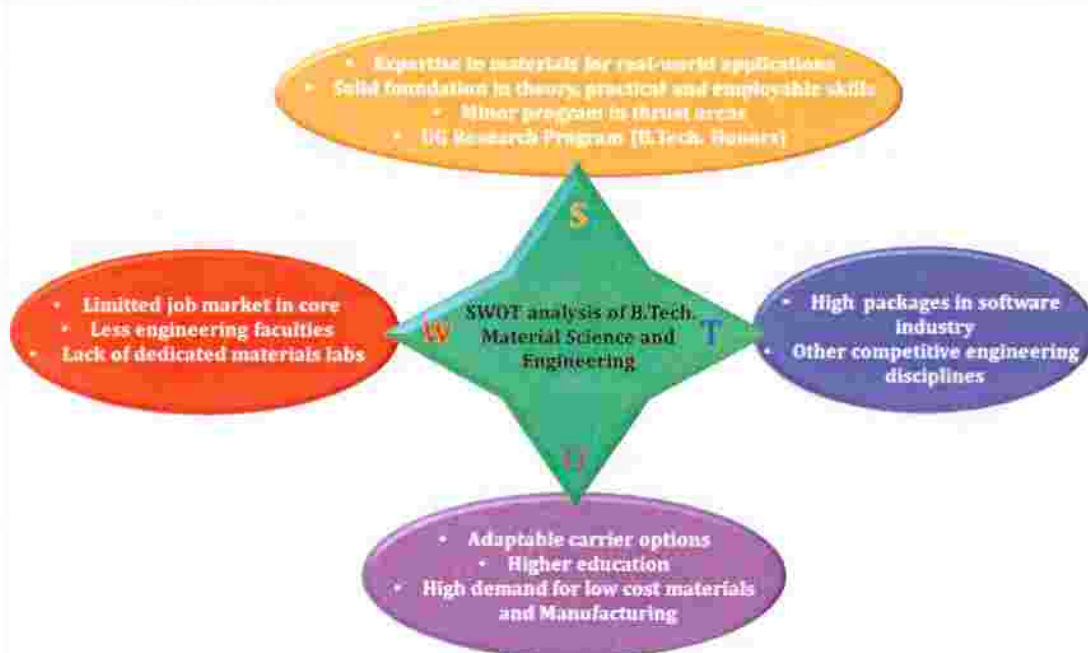 • Expertise in materials for real-world applications
• Solid foundation in theory, practical and employable skills
• Minor program in thrust areas
• UG Research Program (B.Tech. Honors)
S
• Limitted job market in core
• Less engineering faculties
• Lack of dedicated materials labs
W
SWOT analysis of B.Tech.
Material Science and
Engineering
T
• High packages in software
industry
• Other competitive engineering
disciplines
O
• Adaptable carrier options
• Higher education
• High demand for low cost materials
and Manufacturing